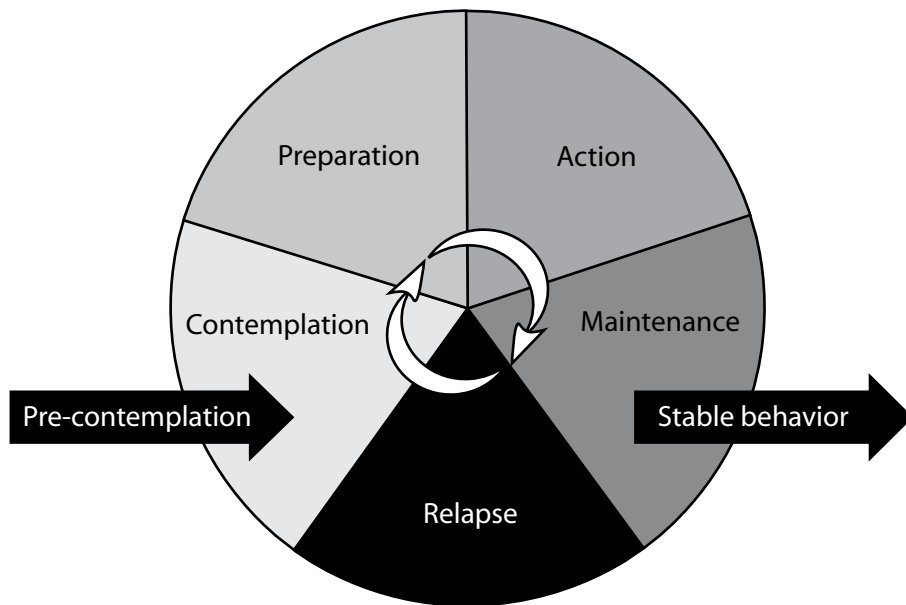 Preparation
Action
Contemplation
Maintenance
Pre-contemplation
Stable behavior
Relapse